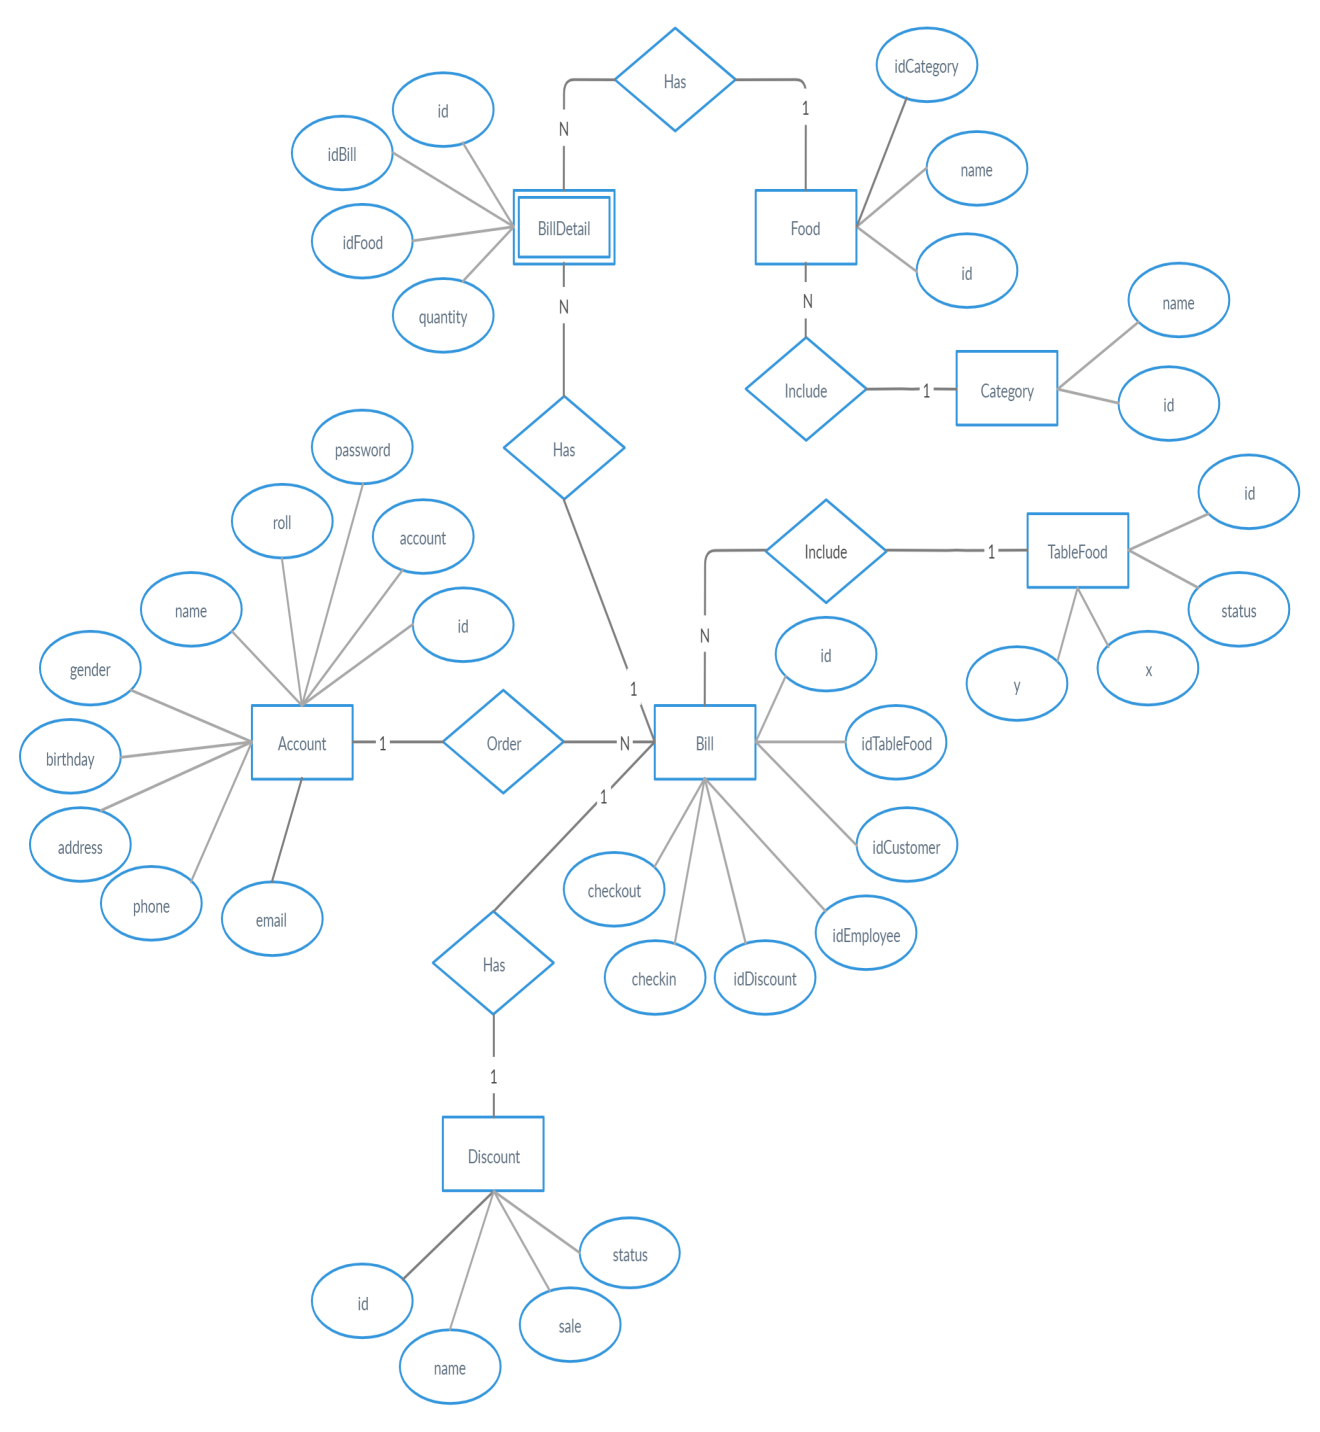 Has
idCategory
id
N
1
idBill
name
idFood
BillDetail
Food
id
quantity
N
N
name
Include
1
Category
id
password
Has
roll
account
id
Include
1
TableFood
name
id
N
status
gender
id
y
x
1
birthday
Account
1
Order
N
Bill
idTableFood
1
address
idCustomer
phone
email
checkout
idEmployee
Has
checkin
idDiscount
1
Discount
status
id
sale
name